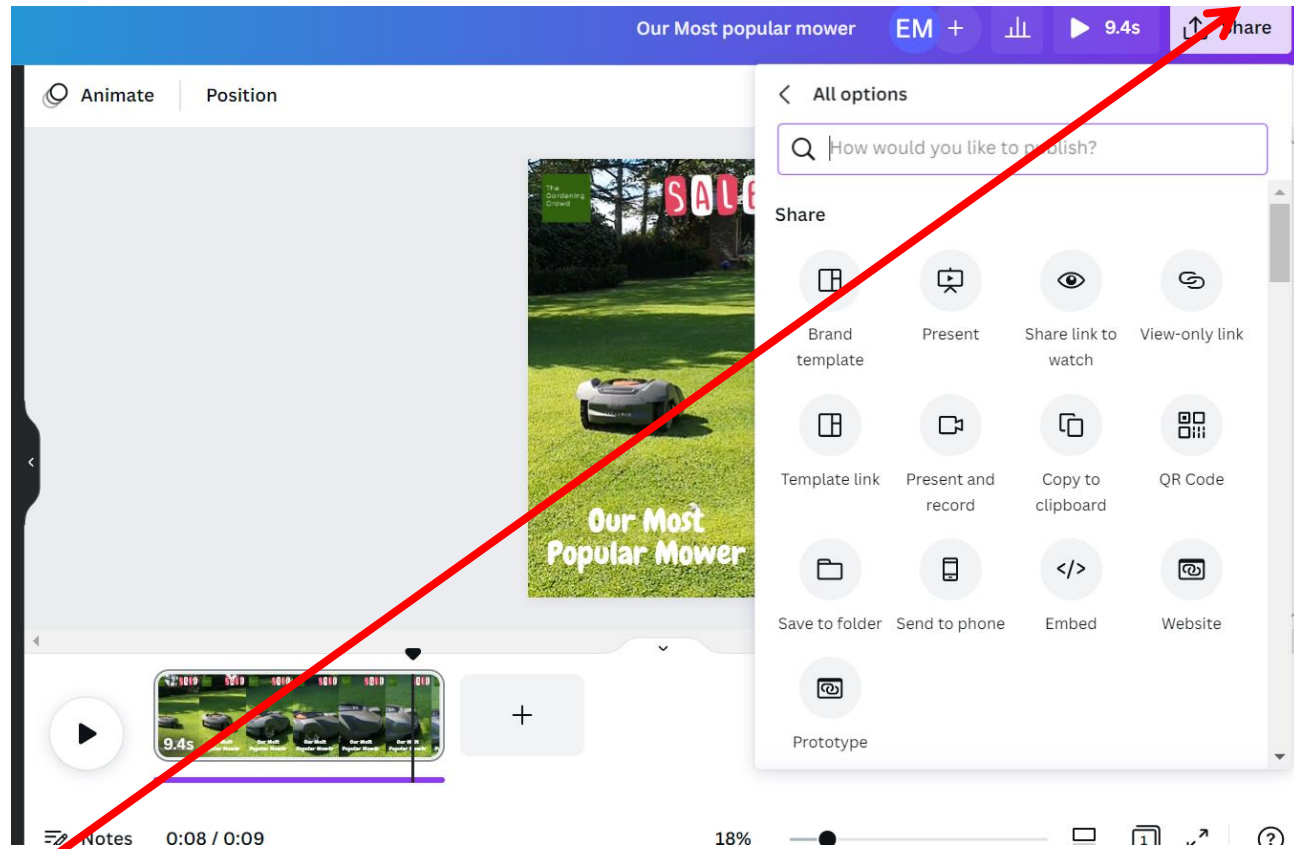 Our Most popular mower EM + 9.4s Share
Animate Position
All options
How would you like to publish?
The
Gardening
Crowd
SALE
Our Most
Popular Mower
Share
Brand
template
Present
Share link to
watch
View-only link
Template link
Present and
record
Copy to
clipboard
QR Code
Save to folder
Send to phone
Embed
Website
Prototype
9.4s
Notes 0:08 / 0:09 18% 1 ?